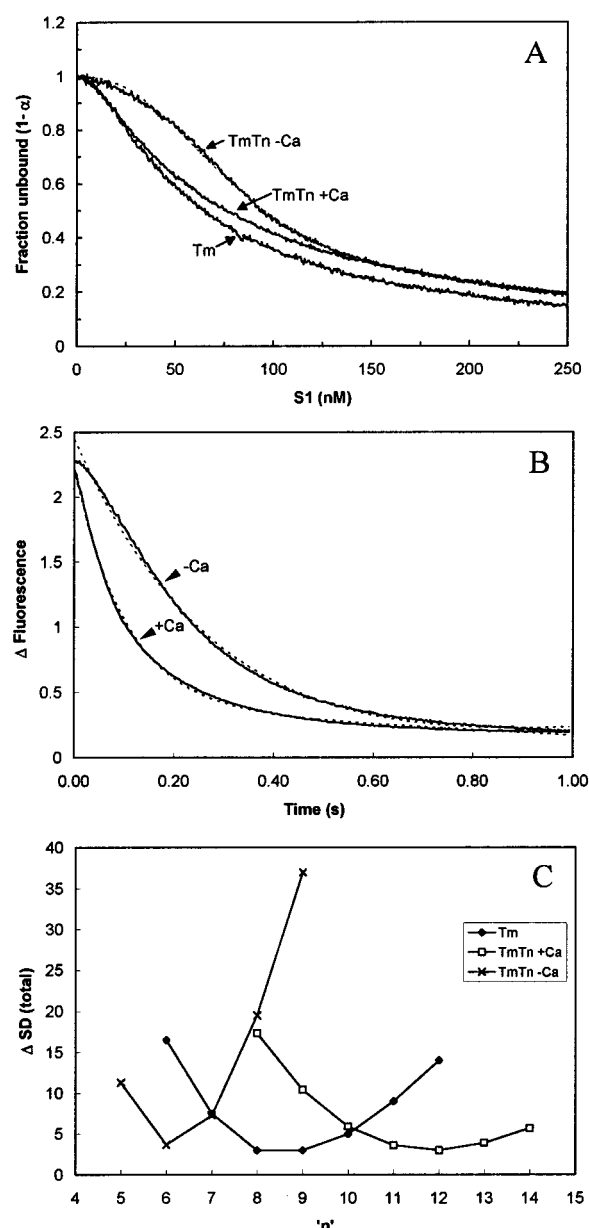 A
1.2
1
0.8
0.6
0.4
0.2
0
Fraction unbound (1- α)
TmTn -Ca
TmTn +Ca
Tm
0 50 100 150 200 250
S1 (nM)
B
2.5
2
1.5
1
0.5
0
Δ Fluorescence
-Ca
+Ca
0.00 0.20 0.40 0.60 0.80 1.00
Time (s)
C
40
35
30
25
20
15
10
5
0
Δ SD (total)
Tm
TmTn +Ca
TmTn -Ca
4 5 6 7 8 9 10 11 12 13 14 15
'n'